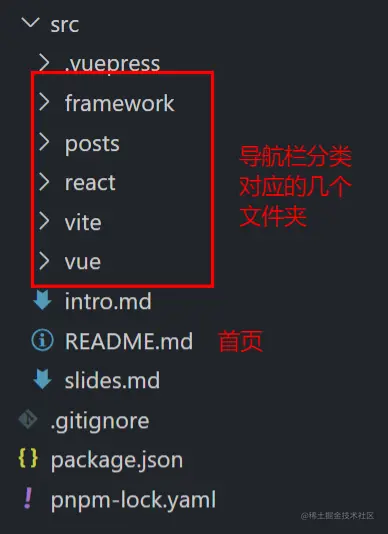 src
.vuepress
framework
posts
react
vite
vue
导航栏分类
对应的几个
文件夹
intro.md
README.md 首页
slides.md
.gitignore
package.json
pnpm-lock.yaml
@稀土掘金技术社区